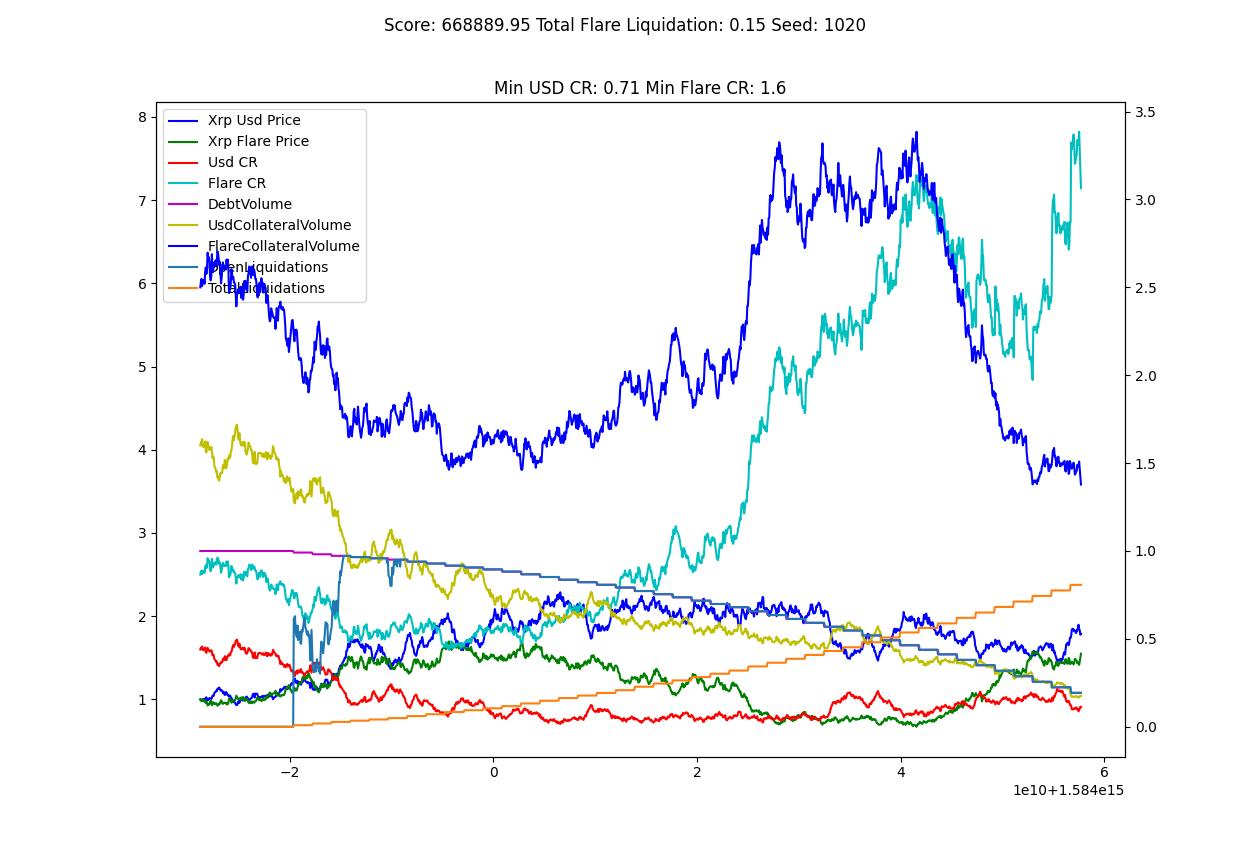 Score: 668889.95 Total Flare Liquidation: 0.15 Seed: 1020
Min USD CR: 0.71 Min Flare CR: 1.6
Xrp Usd Price
Xrp Flare Price
Usd CR
Flare CR
DebtVolume
UsdCollateralVolume
FlareCollateralVolume
OpenLiquidations
TotalLiquidations
8
7
6
5
4
3
2
1
3.5
3.0
2.5
2.0
1.5
1.0
0.5
0.0
−2 0 2 4 6
1e10+1.584e15